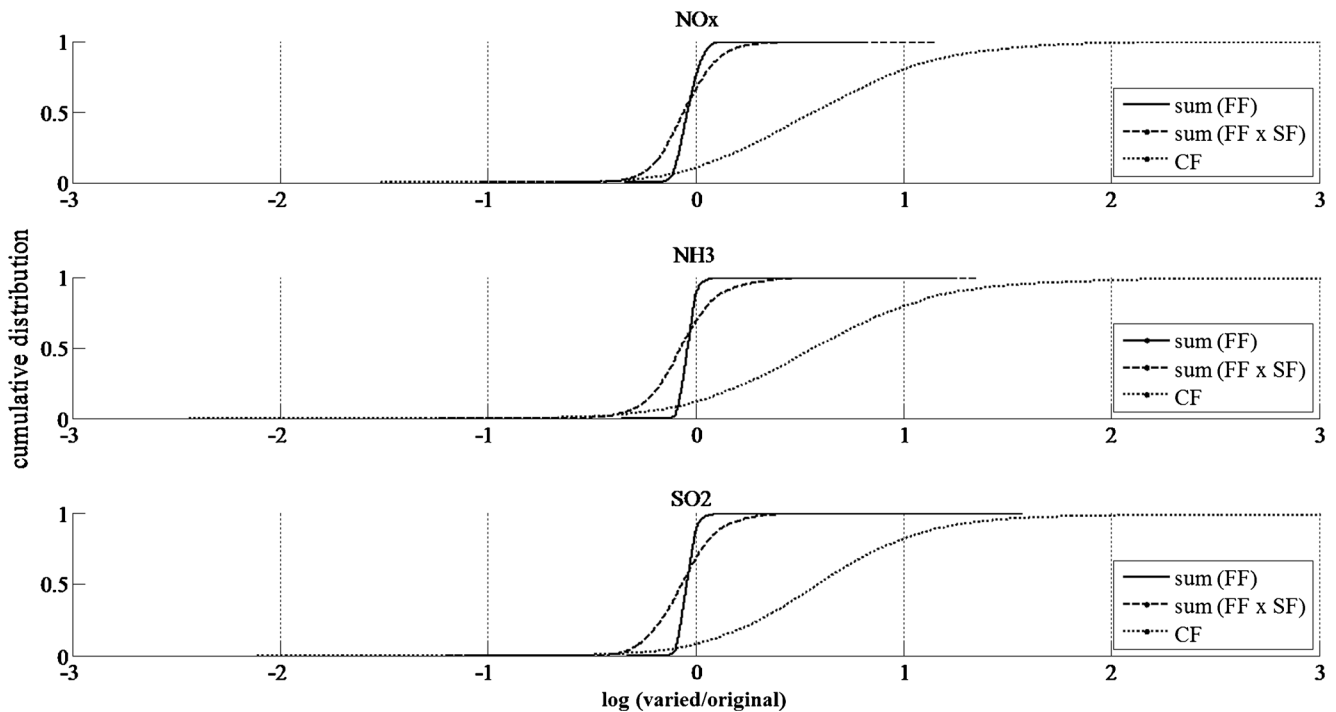 NOx
1
0.5
0
-3 -2 -1 0 1 2 3
sum (FF)
sum (FF x SF)
CF
NH3
1
0.5
0
-3 -2 -1 0 1 2 3
sum (FF)
sum (FF x SF)
CF
cumulative distribution
SO2
1
0.5
0
-3 -2 -1 0 1 2 3
sum (FF)
sum (FF x SF)
CF
log (varied/original)